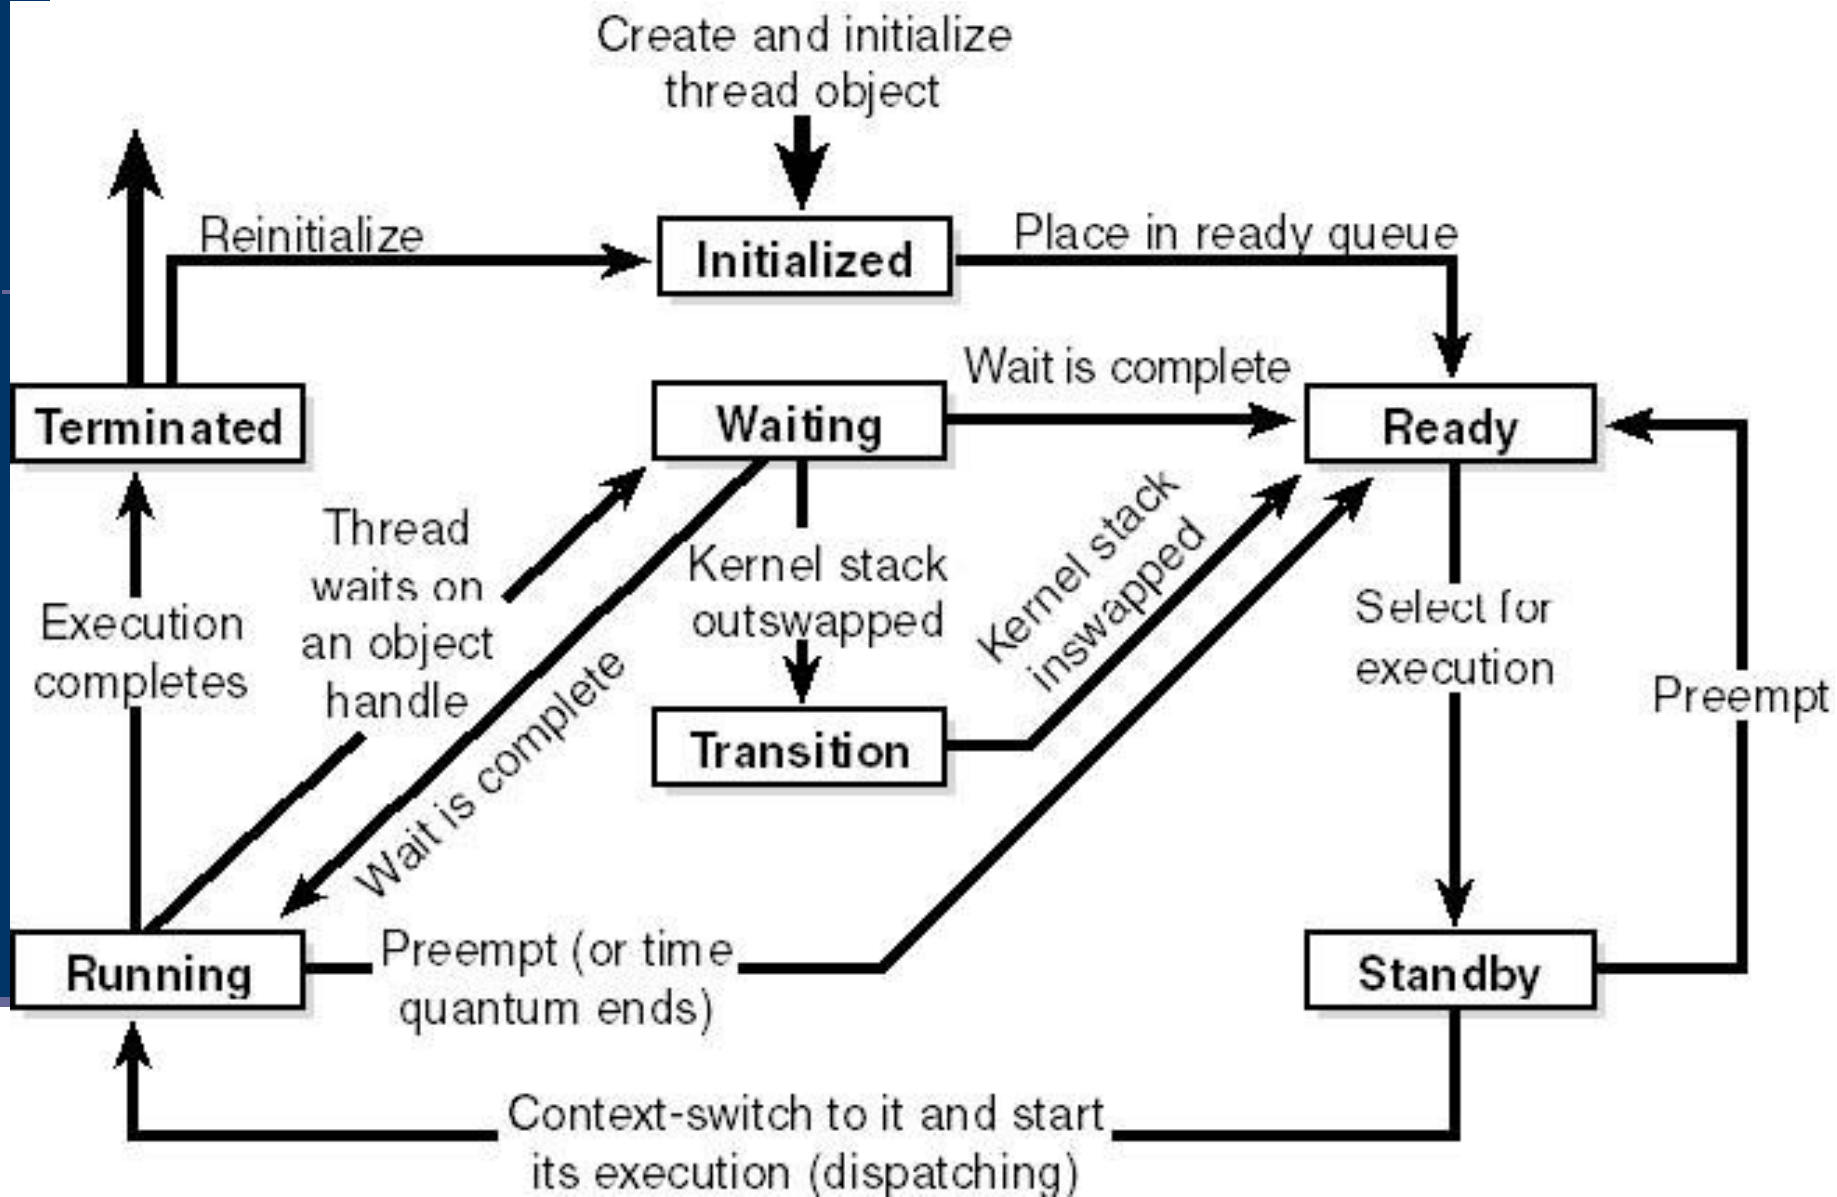 Create and initialize
thread object
Reinitialize
Initialized
Place in ready queue
Wait is complete
Terminated
Waiting
Ready
Thread
waits on
an object
handle
Kernel stack
outswapped
Kernel stack
inswapped
Select for
execution
Execution
completes
Preempt
Wait is complete
Transition
Running
Preempt (or time
quantum ends)
Standby
Context-switch to it and start
its execution (dispatching)